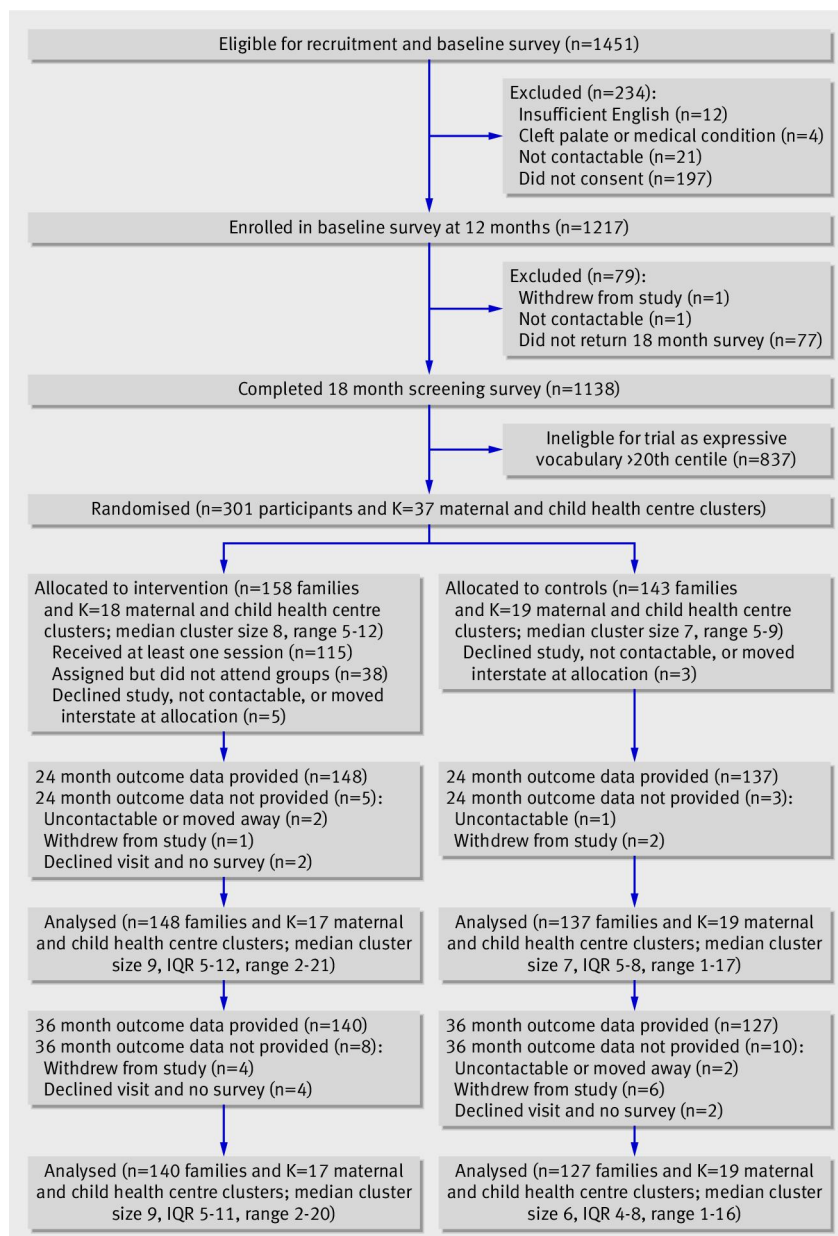 Eligible for recruitment and baseline survey (n=1451)
Excluded (n=234):
Insufficient English (n=12)
Cleft palate or medical condition (n=4)
Not contactable (n=21)
Did not consent (n=197)
Enrolled in baseline survey at 12 months (n=1217)
Excluded (n=79):
Withdrew from study (n=1)
Not contactable (n=1)
Did not return 18 month survey (n=77)
Completed 18 month screening survey (n=1138)
Ineligble for trial as expressive
vocabulary >20th centile (n=837)
Randomised (n=301 participants and K=37 maternal and child health centre clusters)
Allocated to intervention (n=158 families
and K=18 maternal and child health centre
clusters; median cluster size 8, range 5-12)
Received at least one session (n=115)
Assigned but did not attend groups (n=38)
Declined study, not contactable, or moved
interstate at allocation (n=5)
Allocated to controls (n=143 families
and K=19 maternal and child health centre
clusters; median cluster size 7, range 5-9)
Declined study, not contactable, or moved
interstate at allocation (n=3)
24 month outcome data provided (n=148)
24 month outcome data not provided (n=5):
Uncontactable or moved away (n=2)
Withdrew from study (n=1)
Declined visit and no survey (n=2)
24 month outcome data provided (n=137)
24 month outcome data not provided (n=3):
Uncontactable (n=1)
Withdrew from study (n=2)
Analysed (n=148 families and K=17 maternal
and child health centre clusters; median cluster
size 9, IQR 5-12, range 2-21)
Analysed (n=137 families and K=19 maternal
and child health centre clusters; median cluster
size 7, IQR 5-8, range 1-17)
36 month outcome data provided (n=140)
36 month outcome data not provided (n=8):
Withdrew from study (n=4)
Declined visit and no survey (n=4)
36 month outcome data provided (n=127)
36 month outcome data not provided (n=10):
Uncontactable or moved away (n=2)
Withdrew from study (n=6)
Declined visit and no survey (n=2)
Analysed (n=140 families and K=17 maternal
and child health centre clusters; median cluster
size 9, IQR 5-11, range 2-20)
Analysed (n=127 families and K=19 maternal
and child health centre clusters; median cluster
size 6, IQR 4-8, range 1-16)